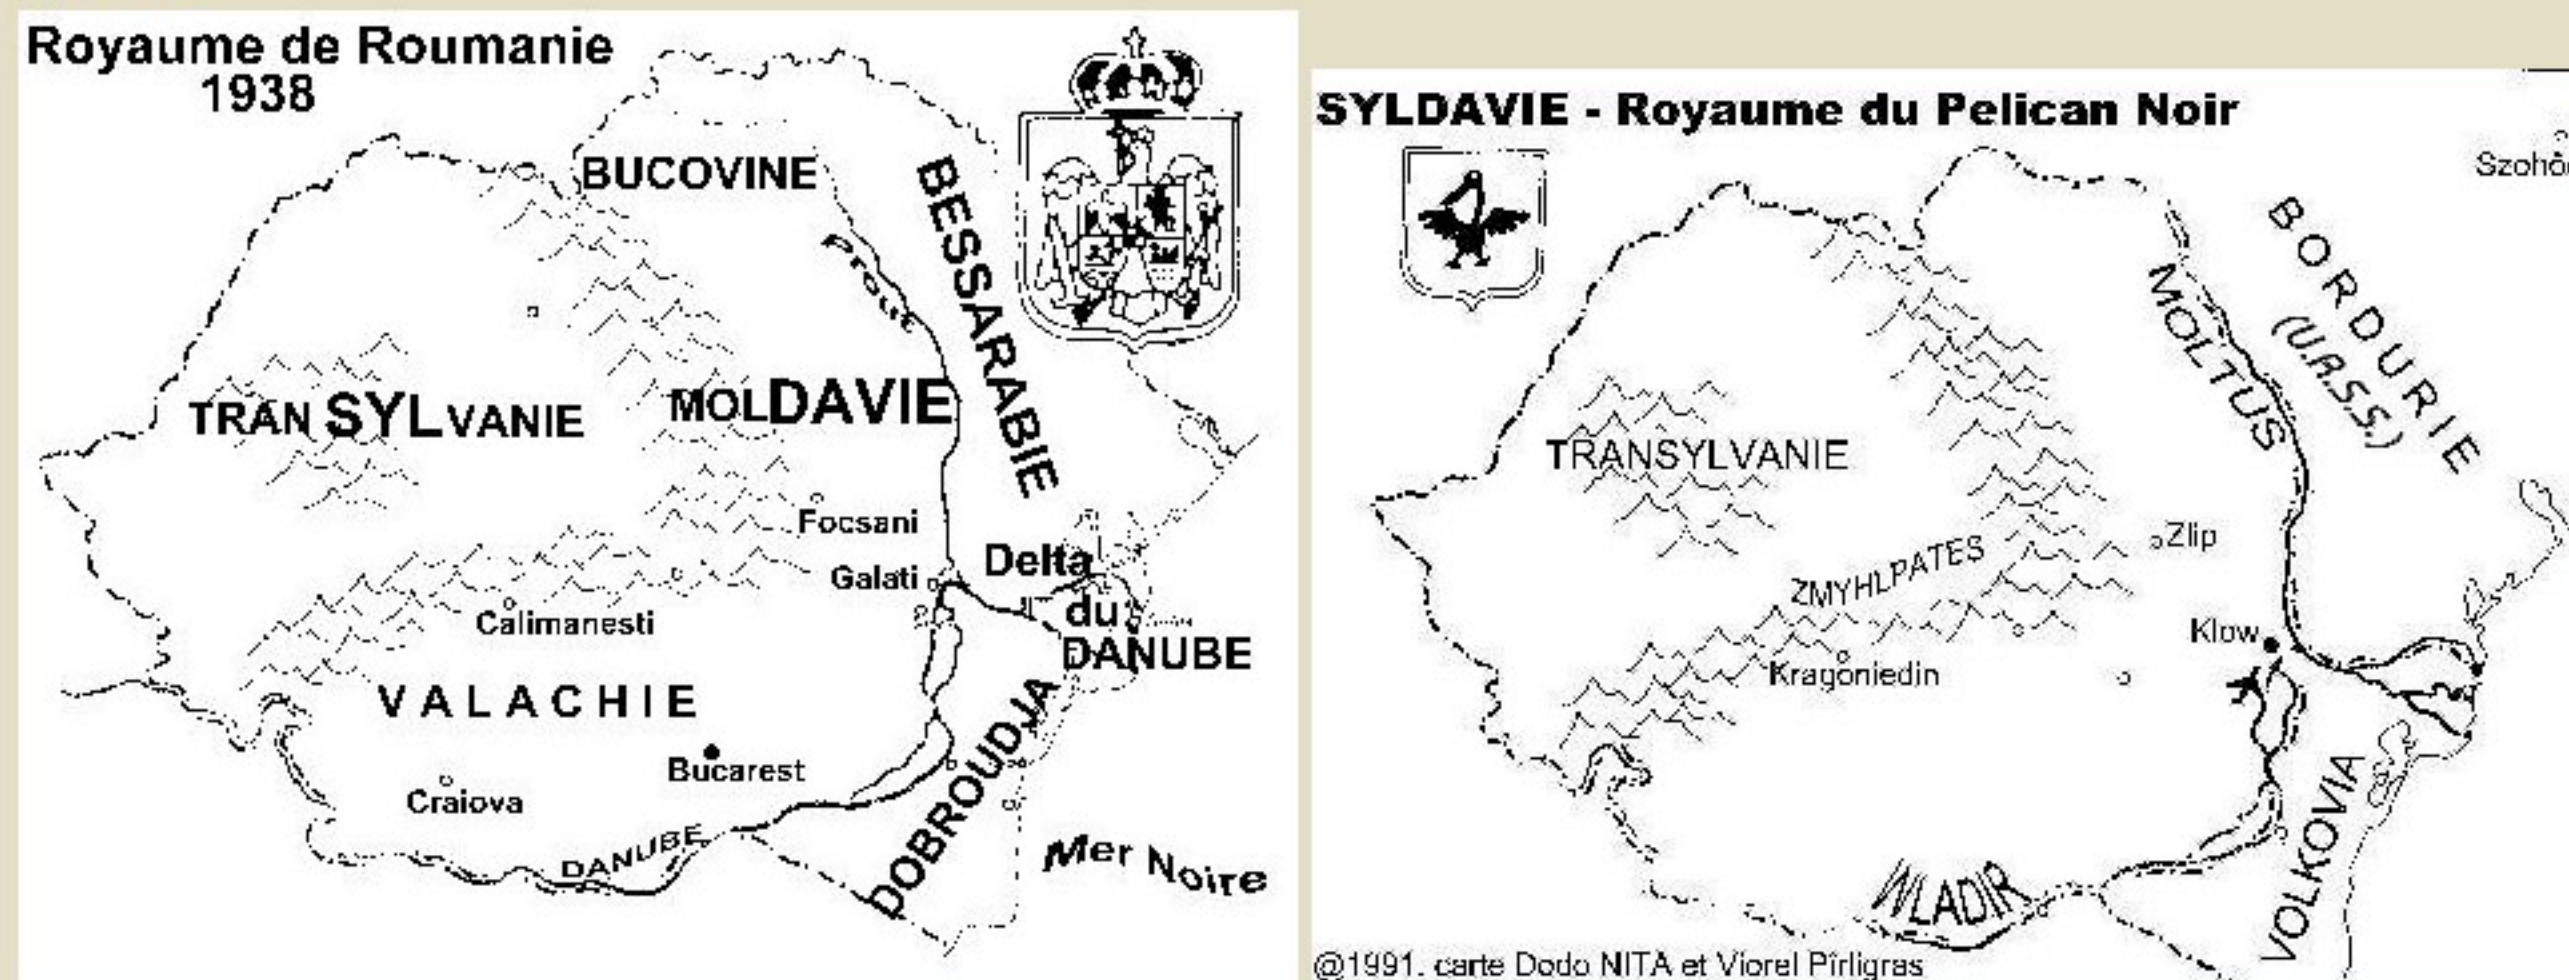 Royaume de Roumanie
1938
BUCOVINE
BESSARABIE
Prout
TRANSYLVANIE
MOLDAVIE
Focsani
Galati
Delta
du
DANUBE
Calimanesti
VALACHIE
Bucarest
Craiova
DANUBE
DOBROUDJA
Mer Noire
SYLDAVIE - Royaume du Pelican Noir
BORDURIE
(U.R.S.S.)
MOLTUS
TRANSYLVANIE
ZMYHLPATES
Zlip
Klow
Kragoniedin
WLADIR
VOLKOVIA
@1991. carte Dodo NITA et Viorel Pîrligras